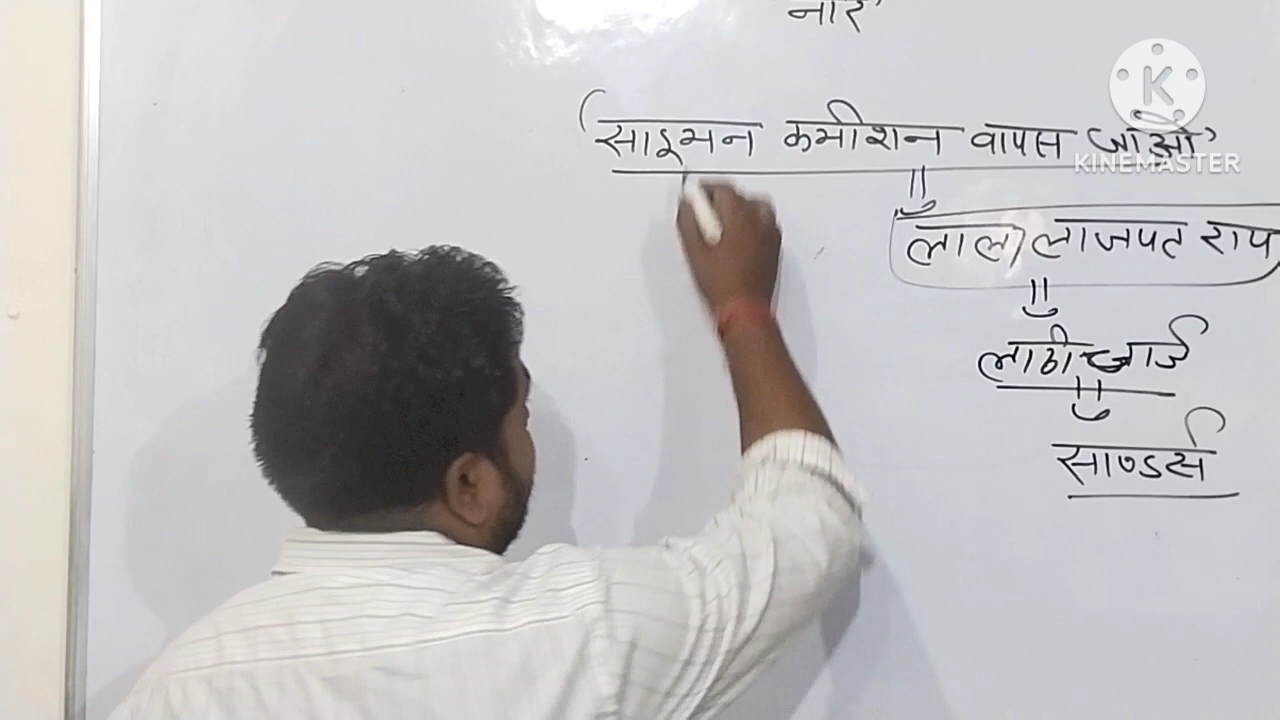 नारे'
'साइमन कमीशन वापस जाओ'
लाला लाजपत राय
लाठीचार्ज
साण्डर्स
K
KINEMASTER